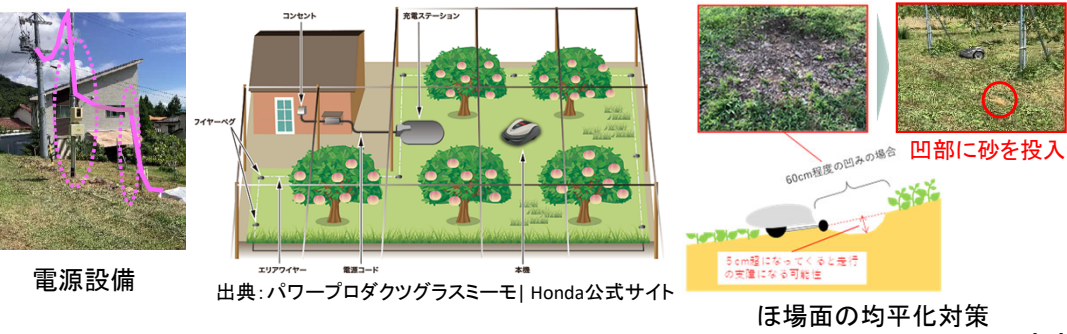 コンセント
充電ステーション
ワイヤーペグ
エリアワイヤー
電源コード
本機
電源設備
出典：パワープロダクツグラスミーモ| Honda公式サイト
凹部に砂を投入
60cm程度の凹みの場合
5cm超になってくると走行
の支障になる可能性
ほ場面の均平化対策